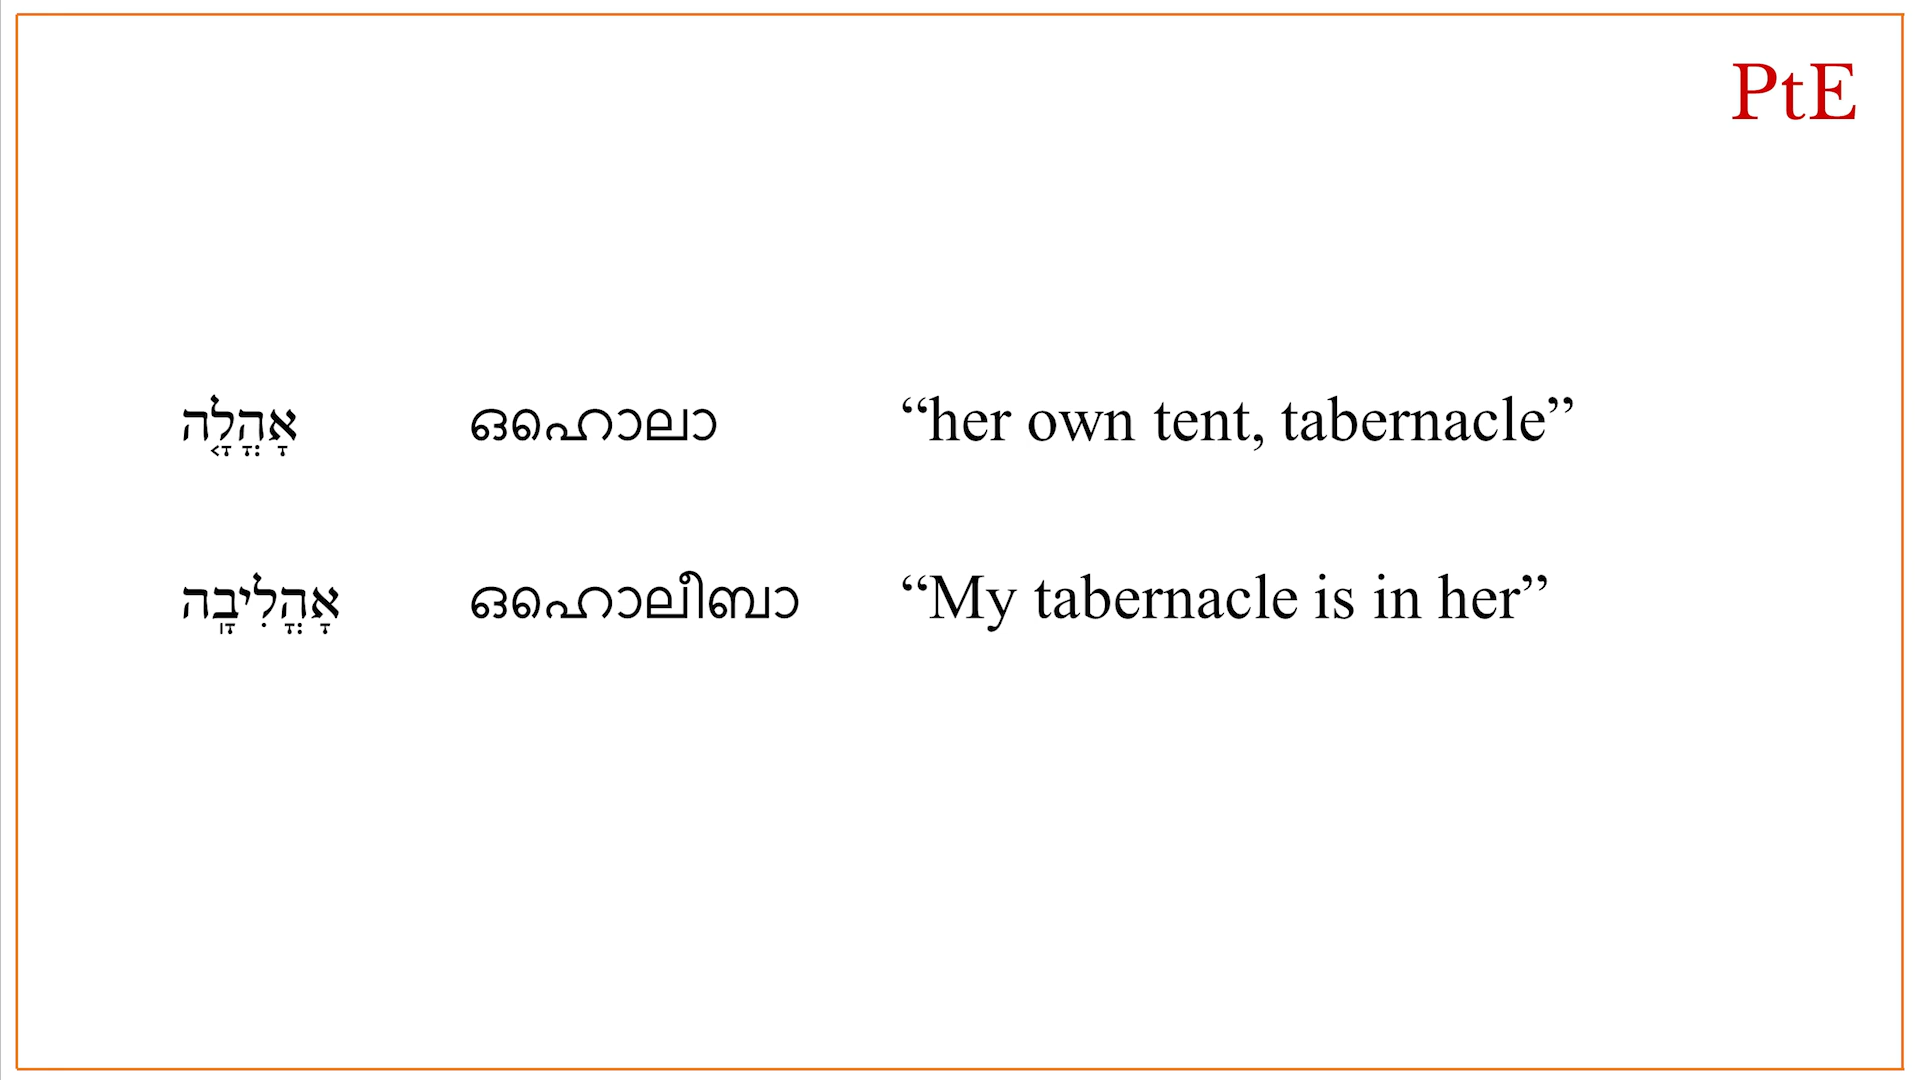 PtE
אָהֳלָ֤ה ഒഹൊലാ “her own tent, tabernacle”
אָהֳלִיבָֽה ഒഹൊലീബാ “My tabernacle is in her”